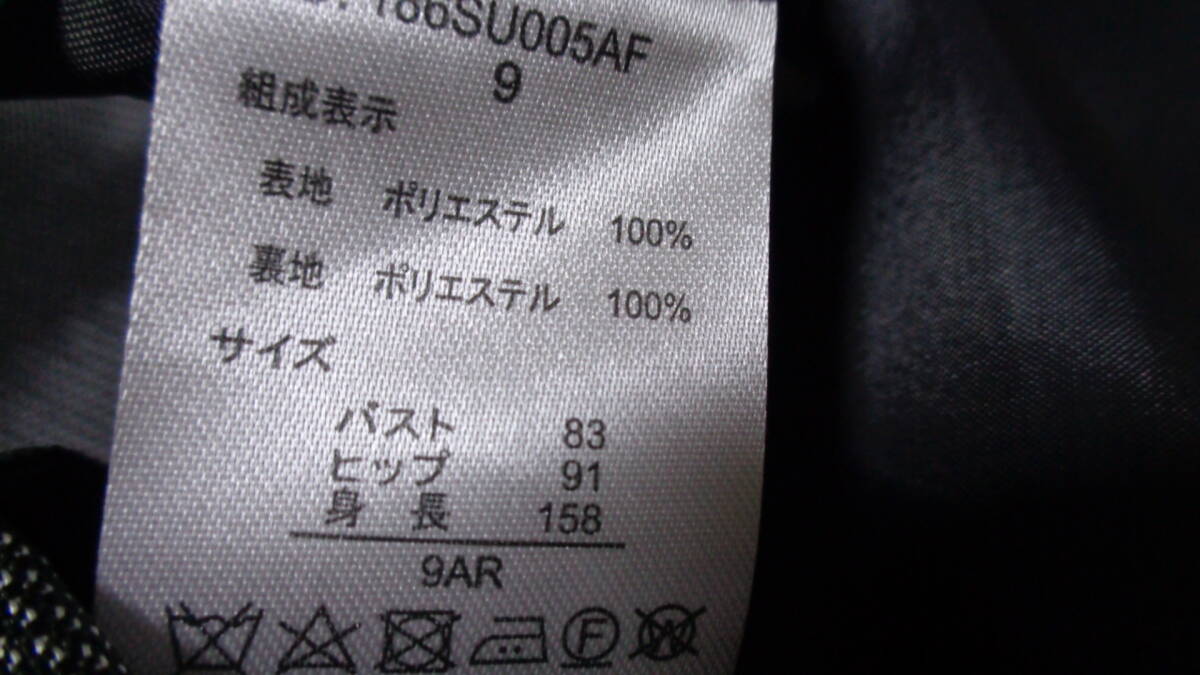 186SU005AF
9
組成表示
表地 ポリエステル 100%
裏地 ポリエステル 100%
サイズ
バスト 83
ヒップ 91
身 長 158
9AR
F W